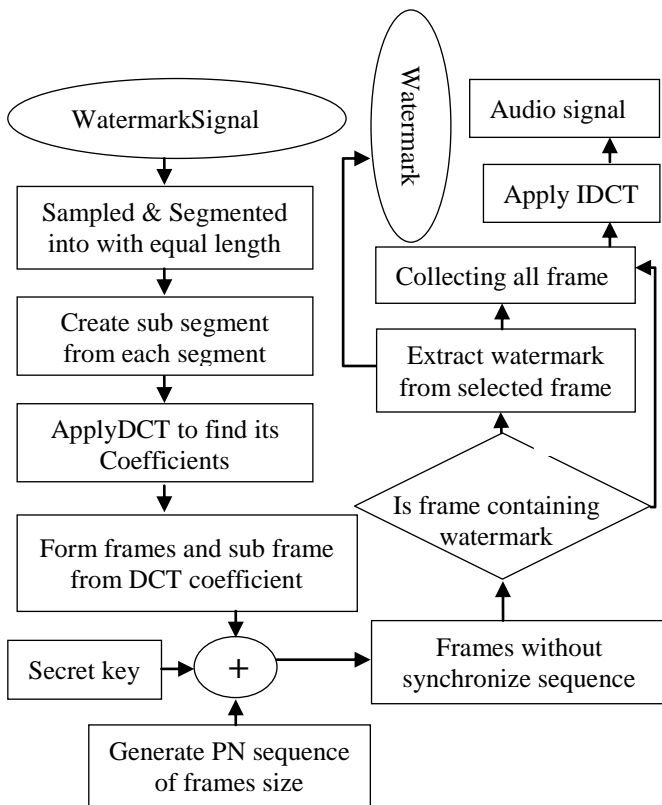 WatermarkSignal
Sampled & Segmented
into with equal length
Create sub segment
from each segment
ApplyDCT to find its
Coefficients
Form frames and sub frame
from DCT coefficient
Secret key
+
Generate PN sequence
of frames size
Frames without
synchronize sequence
Is frame containing
watermark
Extract watermark
from selected frame
Collecting all frame
Apply IDCT
Audio signal
Watermark